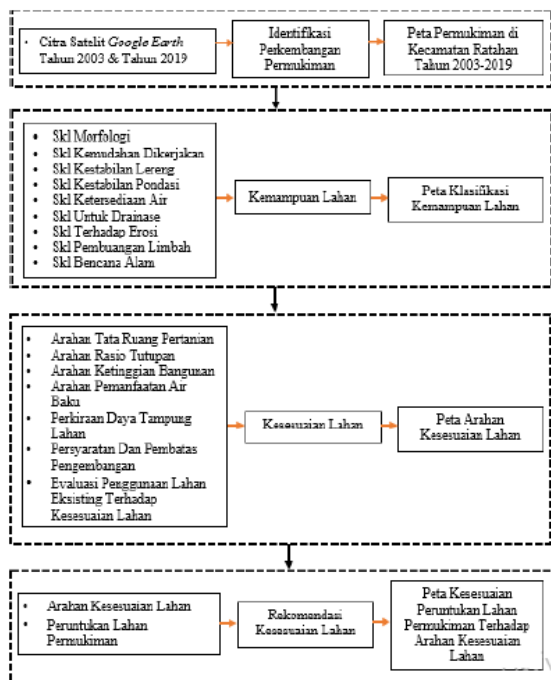 • Citra Satelit Google Earth
Tahun 2003 & Tahun 2019
Identifikasi
Perkembangan
Permukiman
Peta Permukiman di
Kecamatan Ratahan
Tahun 2003-2019
• Skl Morfologi
• Skl Kemudahan Dikerjakan
• Skl Kestabilan Lereng
• Skl Kestabilan Pondasi
• Skl Ketersediaan Air
• Skl Untuk Drainase
• Skl Terhadap Erosi
• Skl Pembuangan Limbah
• Skl Bencana Alam
Kemampuan Lahan
Peta Klasifikasi
Kemampuan Lahan
• Arahan Tata Ruang Pertanian
• Arahan Rasio Tutupan
• Arahan Ketinggian Bangunan
• Arahan Pemanfaatan Air
Baku
• Perkiraan Daya Tampung
Lahan
• Persyaratan Dan Pembatas
Pengembangan
• Evaluasi Penggunaan Lahan
Eksisting Terhadap
Kesesuaian Lahan
Kesesuaian Lahan
Peta Arahan
Kesesuaian Lahan
• Arahan Kesesuaian Lahan
• Peruntukan Lahan
Permukiman
Rekomendasi
Kesesuaian Lahan
Peta Kesesuaian
Peruntukan Lahan
Permukiman Terhadap
Arahan Kesesuaian
Lahan